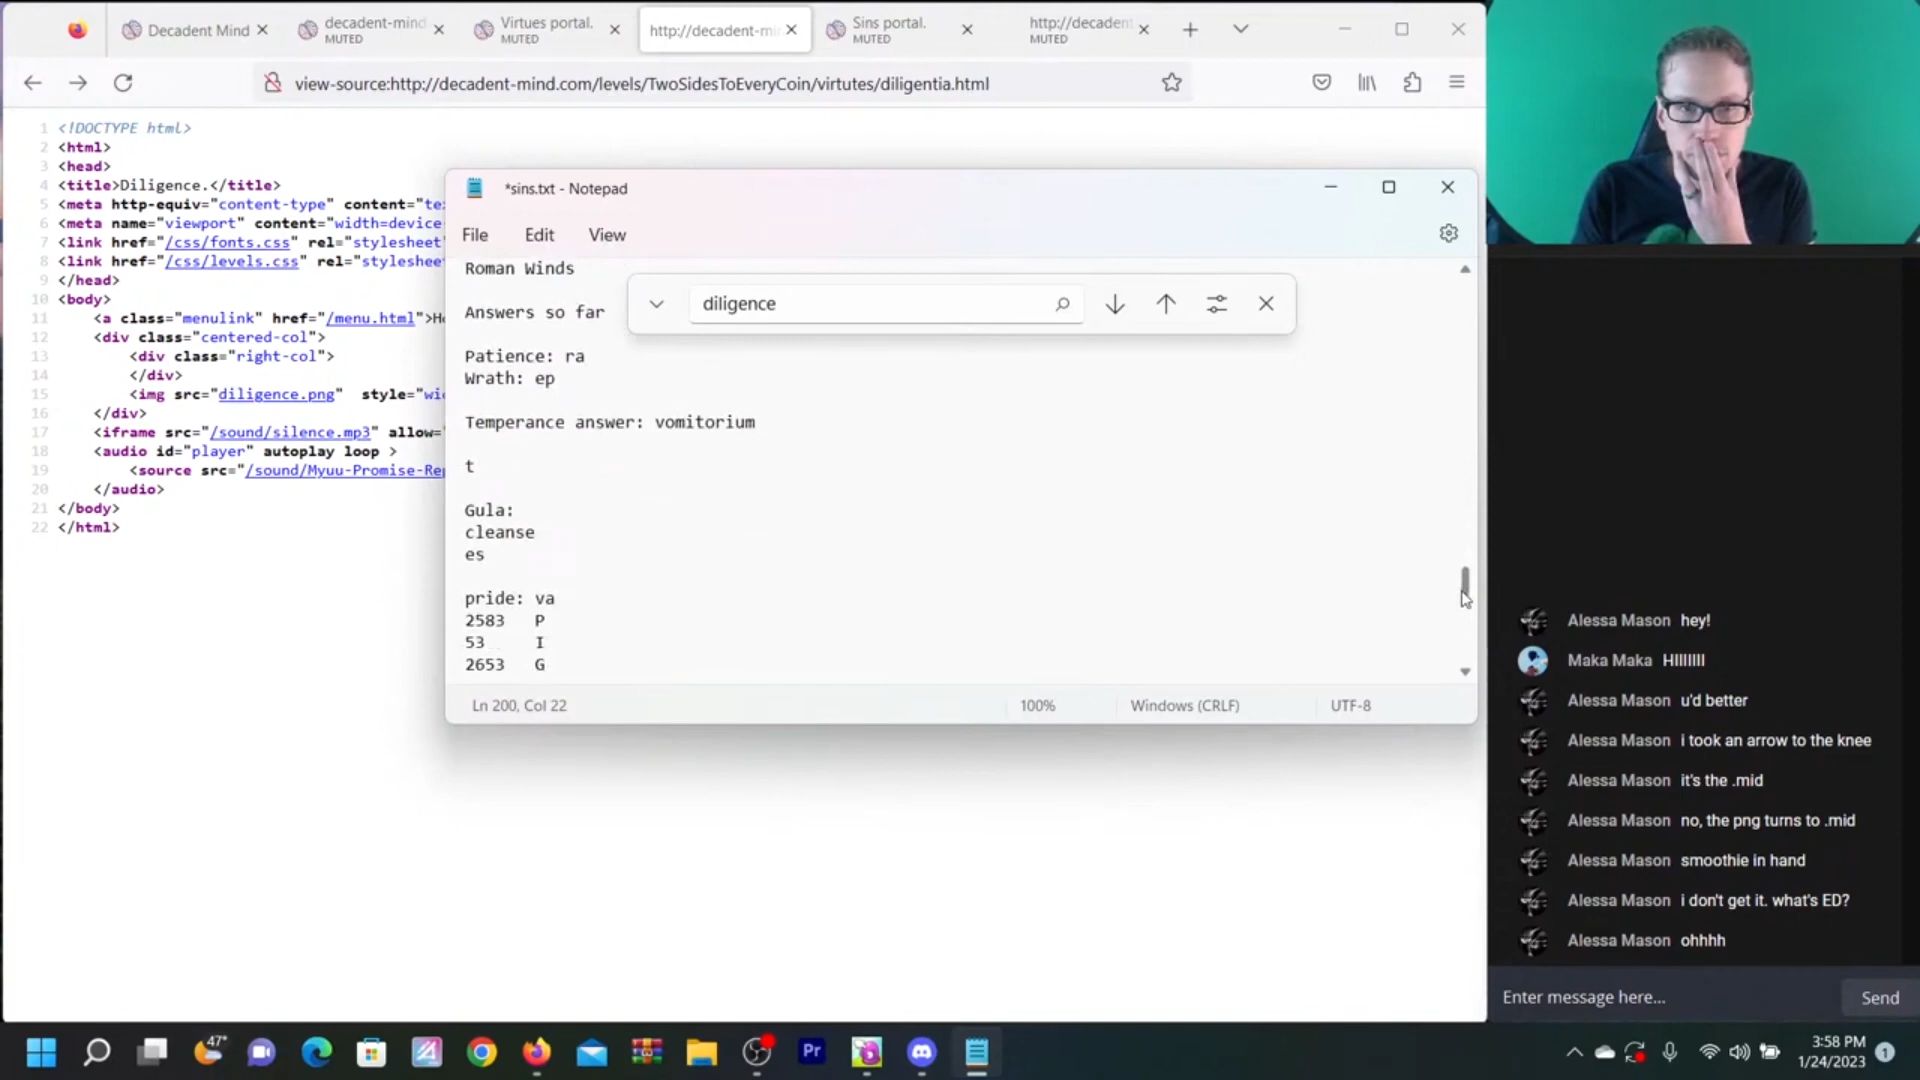 Decadent Mind
decadent-mind
MUTED
Virtues portal.
MUTED
http://decadent-mi
Sins portal.
MUTED
http://decadent
MUTED
view-source:http://decadent-mind.com/levels/TwoSidesToEveryCoin/virtutes/diligentia.html
1 <!DOCTYPE html>
2 <html>
3 <head>
4 <title>Diligence.</title>
5 <meta http-equiv="content-type" content="te
6 <meta name="viewport" content="width=device
7 <link href="/css/fonts.css" rel="stylesheet
8 <link href="/css/levels.css" rel="styleshe
9 </head>
10 <body>
11 <a class="menulink" href="/menu.html">H
12 <div class="centered-col">
13 <div class="right-col">
14 </div>
15 <img src="diligence.png" style="wi
16 </div>
17 <iframe src="/sound/silence.mp3" allow=
18 <audio id="player" autoplay loop >
19 <source src="/sound/Myuu-Promise-Re
20 </audio>
21 </body>
22 </html>
*sins.txt - Notepad
File Edit View
diligence
Roman Winds
Answers so far
Patience: ra
Wrath: ep
Temperance answer: vomitorium
t
Gula:
cleanse
es
pride: va
2583 P
53 I
2653 G
Ln 200, Col 22 100% Windows (CRLF) UTF-8
Alessa Mason hey!
Maka Maka HIIIIIII
Alessa Mason u'd better
Alessa Mason i took an arrow to the knee
Alessa Mason it's the .mid
Alessa Mason no, the png turns to .mid
Alessa Mason smoothie in hand
Alessa Mason i don't get it. what's ED?
Alessa Mason ohhhh
Enter message here...
Send
47°
Pr
3:58 PM
1/24/2023
1